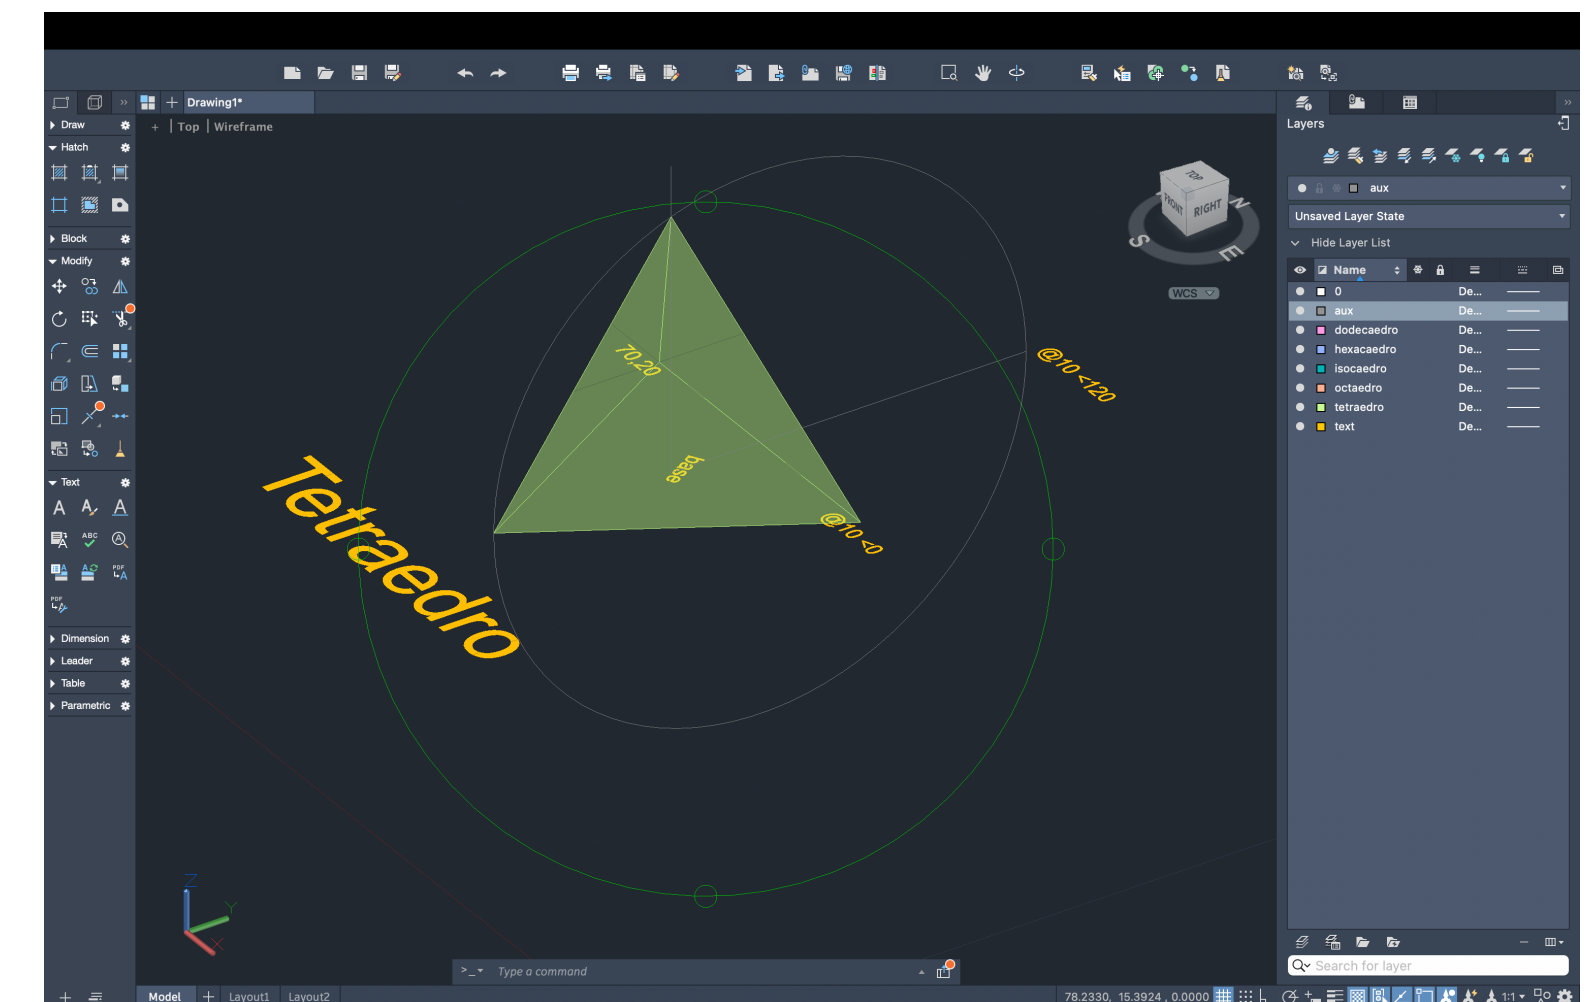 Drawing1*
Draw
+ | Top | Wireframe
Layers
Hatch
aux
Unsaved Layer State
Block
Hide Layer List
Modify
Name
0 De...
aux De...
dodecaedro De...
hexacaedro De...
isocaedro De...
octaedro De...
tetraedro De...
text De...
TOP
FRONT
RIGHT
N
S
E
WCS
70,20
@10 <120
base
@10 <0
Tetraedro
Text
A A A
ABC
PDF
PDF
Dimension
Leader
Table
Parametric
Z
Y
X
>_ Type a command
Search for layer
Model + Layout1 Layout2
78.2330, 15.3924, 0.0000
1:1